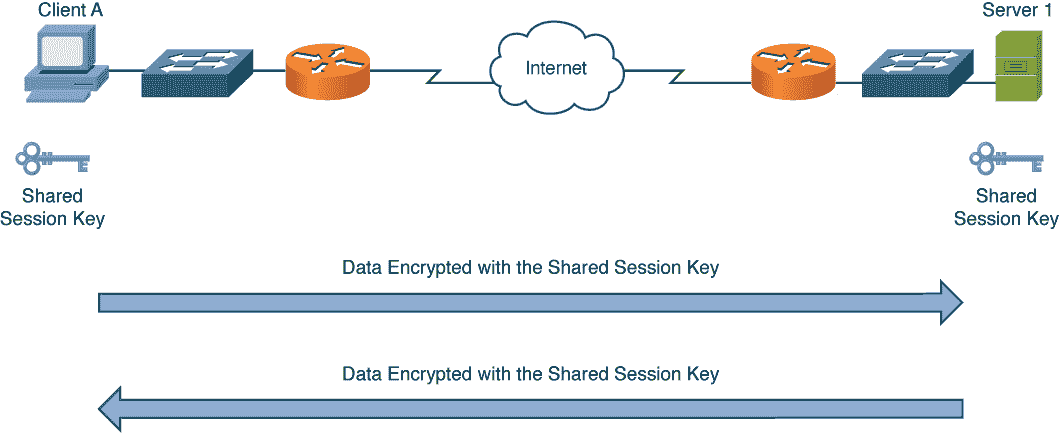 Client A
Server 1
Internet
Shared
Session Key
Shared
Session Key
Data Encrypted with the Shared Session Key
Data Encrypted with the Shared Session Key